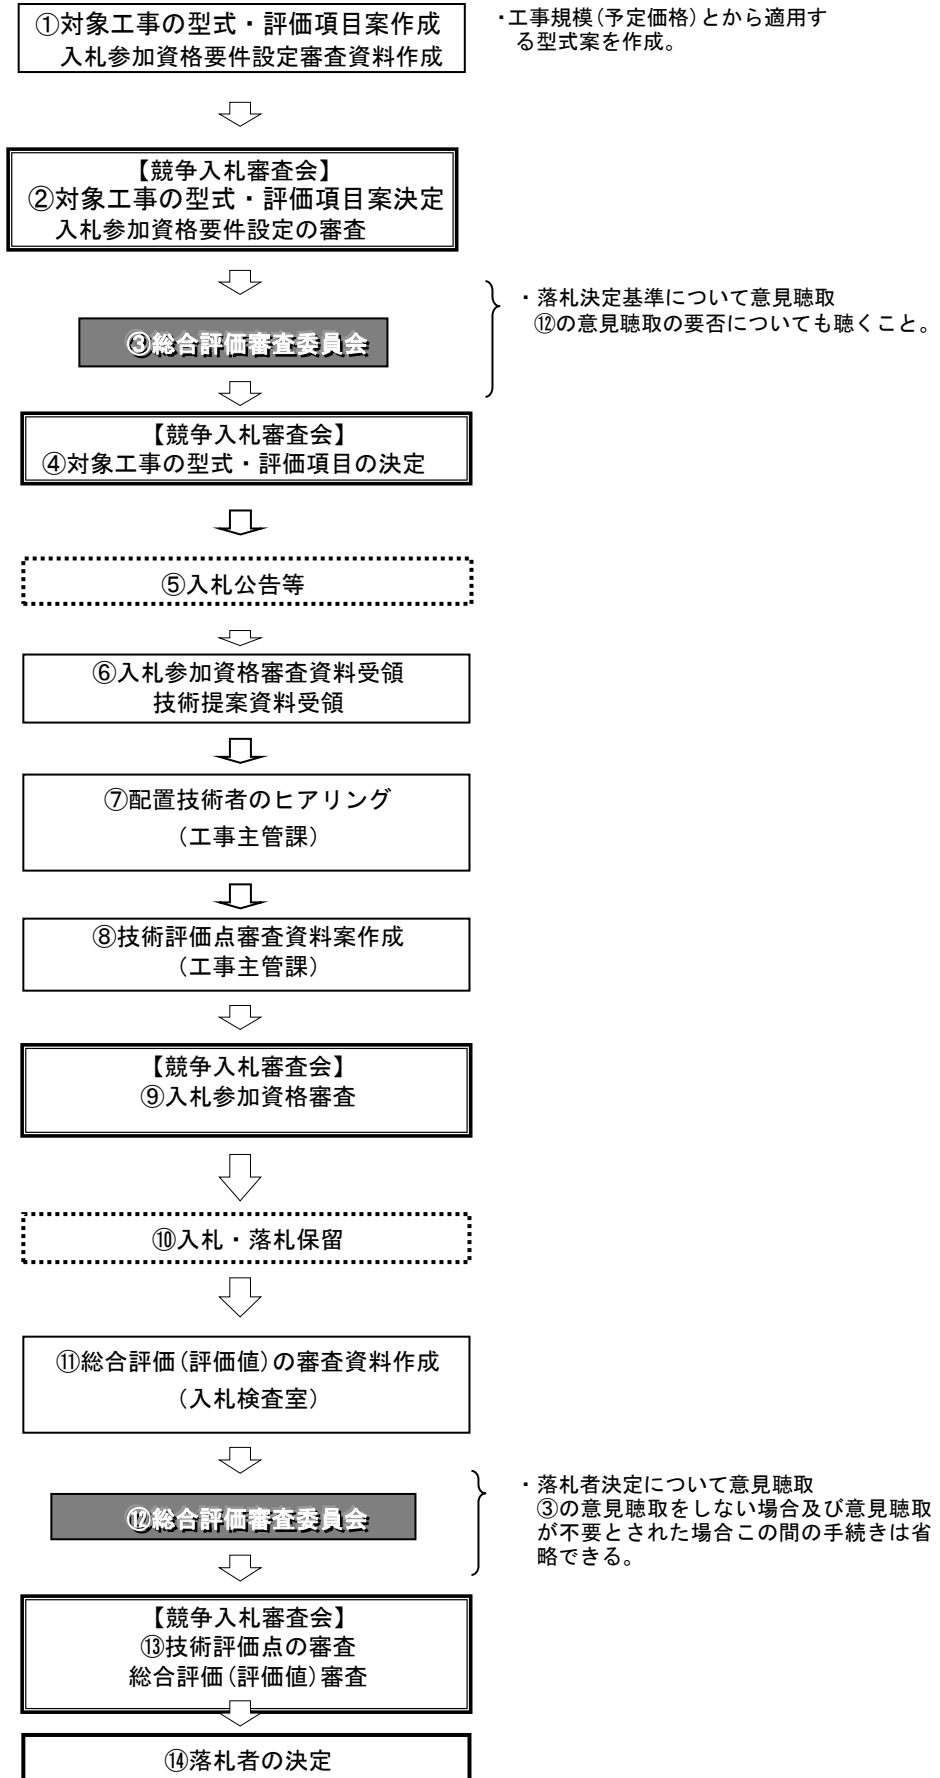 ①対象工事の型式・評価項目案作成
入札参加資格要件設定審査資料作成
・工事規模(予定価格)とから適用す
る型式案を作成。
【競争入札審査会】
②対象工事の型式・評価項目案決定
入札参加資格要件設定の審査
③総合評価審査委員会
・落札決定基準について意見聴取
⑫の意見聴取の要否についても聴くこと。
【競争入札審査会】
④対象工事の型式・評価項目の決定
⑤入札公告等
⑥入札参加資格審査資料受領
技術提案資料受領
⑦配置技術者のヒアリング
(工事主管課)
⑧技術評価点審査資料案作成
(工事主管課)
【競争入札審査会】
⑨入札参加資格審査
⑩入札・落札保留
⑪総合評価(評価値)の審査資料作成
(入札検査室)
⑫総合評価審査委員会
・落札者決定について意見聴取
③の意見聴取をしない場合及び意見聴取
が不要とされた場合この間の手続きは省
略できる。
【競争入札審査会】
⑬技術評価点の審査
総合評価(評価値)審査
⑭落札者の決定